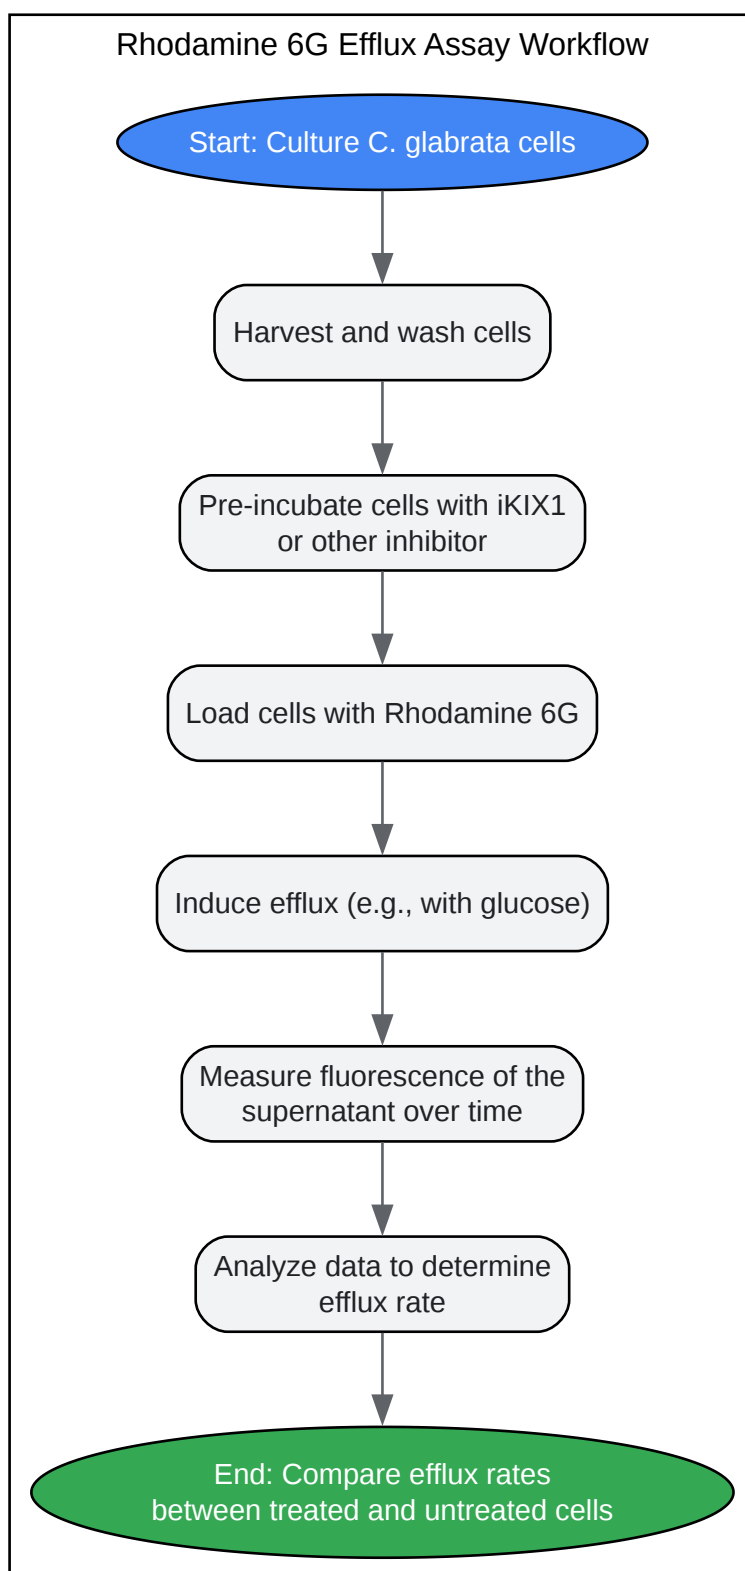 Rhodamine 6G Efflux Assay Workflow
Start: Culture C. glabrata cells
Harvest and wash cells
Pre-incubate cells with iKIX1
or other inhibitor
Load cells with Rhodamine 6G
Induce efflux (e.g., with glucose)
Measure fluorescence of the
supernatant over time
Analyze data to determine
efflux rate
End: Compare efflux rates
between treated and untreated cells